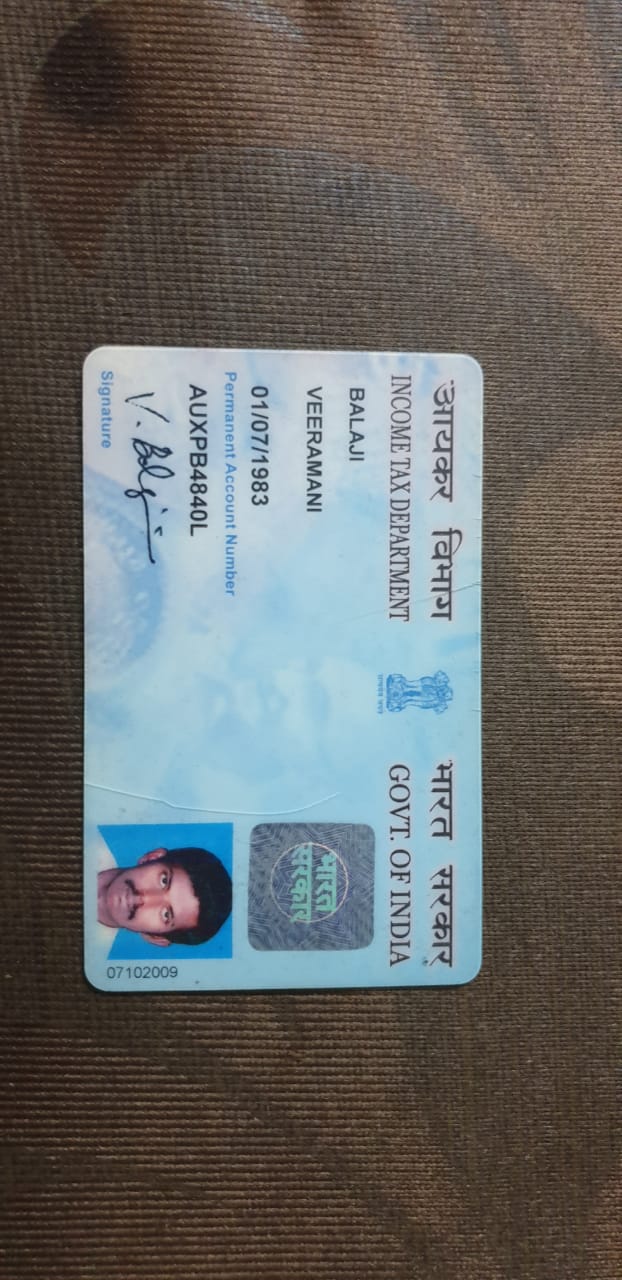 आयकर विभाग
INCOME TAX DEPARTMENT
भारत सरकार
GOVT. OF INDIA
सत्यमेव जयते
BALAJI
VEERAMANI
01/07/1983
Permanent Account Number
AUXPB4840L
V. Balaji
Signature
भारत
सरकार
07102009